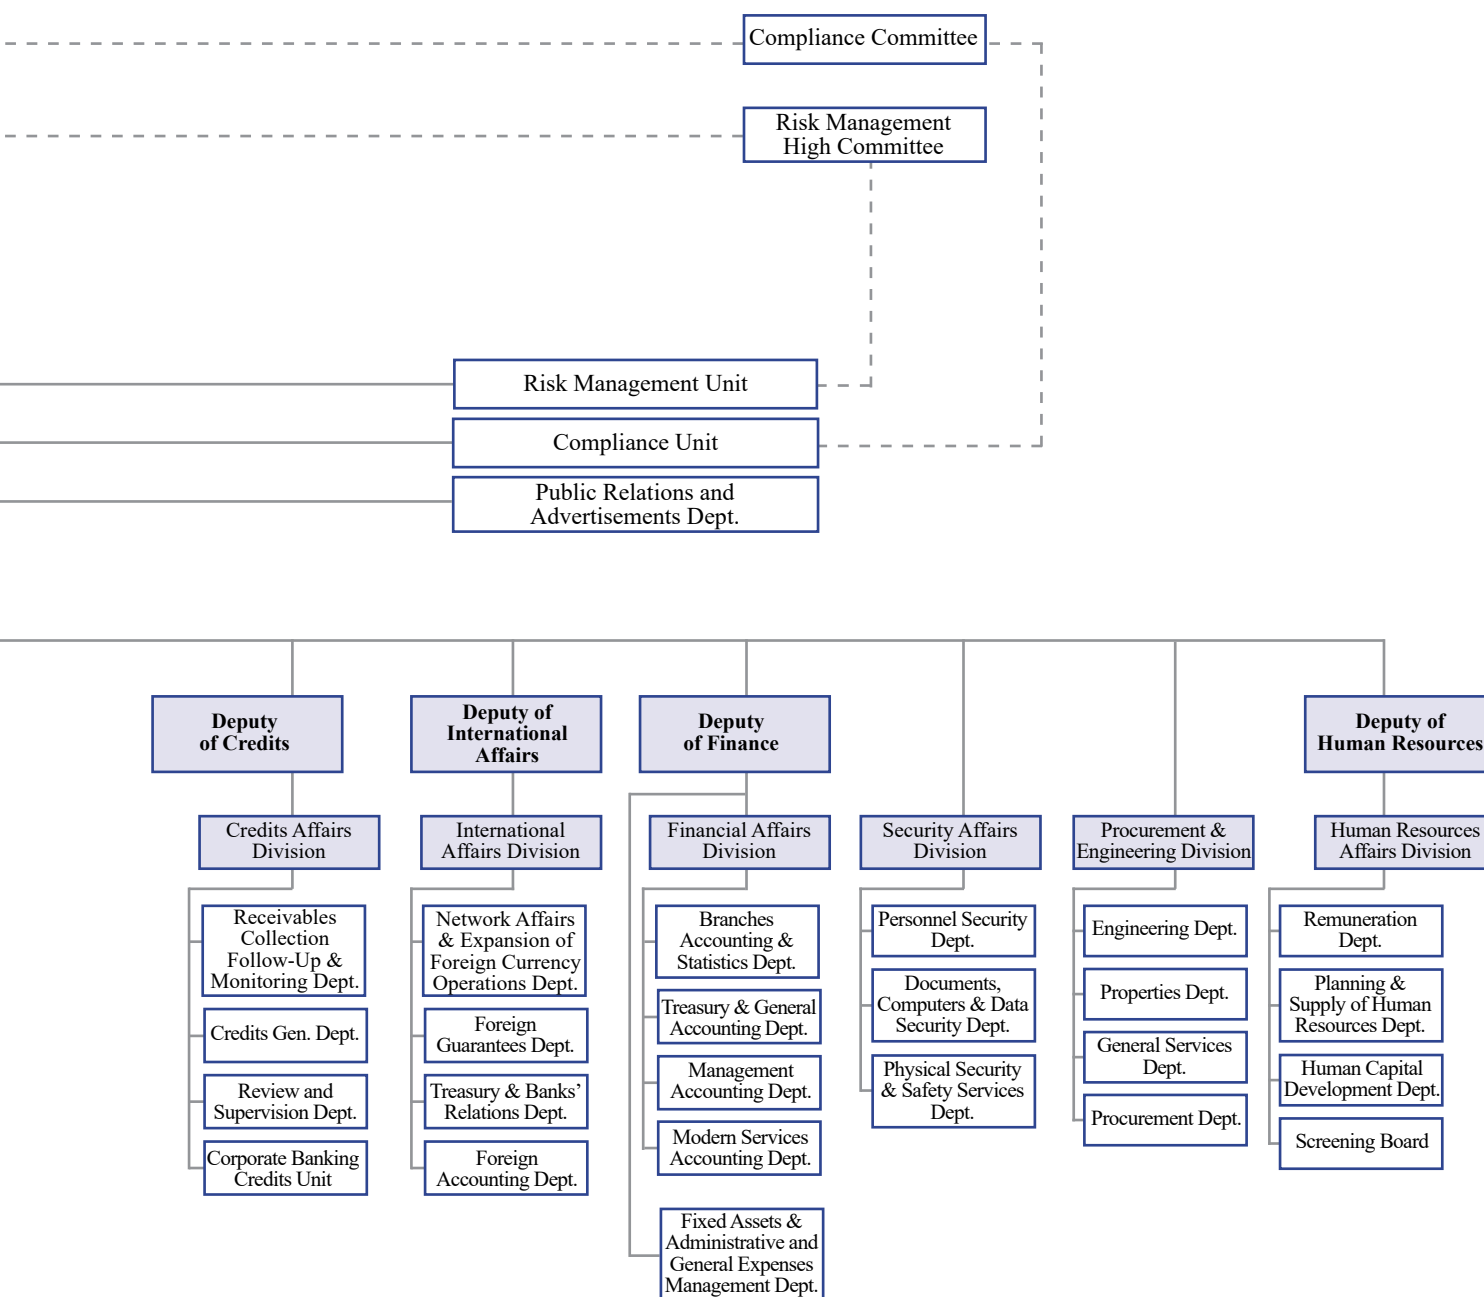 Compliance Committee
Risk Management
High Committee
Risk Management Unit
Compliance Unit
Public Relations and
Advertisements Dept.
Deputy
of Credits
Deputy of
International
Affairs
Deputy
of Finance
Deputy of
Human Resources
Credits Affairs
Division
International
Affairs Division
Financial Affairs
Division
Security Affairs
Division
Procurement &
Engineering Division
Human Resources
Affairs Division
Receivables
Collection
Follow-Up &
Monitoring Dept.
Credits Gen. Dept.
Review and
Supervision Dept.
Corporate Banking
Credits Unit
Network Affairs
& Expansion of
Foreign Currency
Operations Dept.
Foreign
Guarantees Dept.
Treasury & Banks’
Relations Dept.
Foreign
Accounting Dept.
Branches
Accounting &
Statistics Dept.
Treasury & General
Accounting Dept.
Management
Accounting Dept.
Modern Services
Accounting Dept.
Fixed Assets &
Administrative and
General Expenses
Management Dept.
Personnel Security
Dept.
Documents,
Computers & Data
Security Dept.
Physical Security
& Safety Services
Dept.
Engineering Dept.
Properties Dept.
General Services
Dept.
Procurement Dept.
Remuneration
Dept.
Planning &
Supply of Human
Resources Dept.
Human Capital
Development Dept.
Screening Board